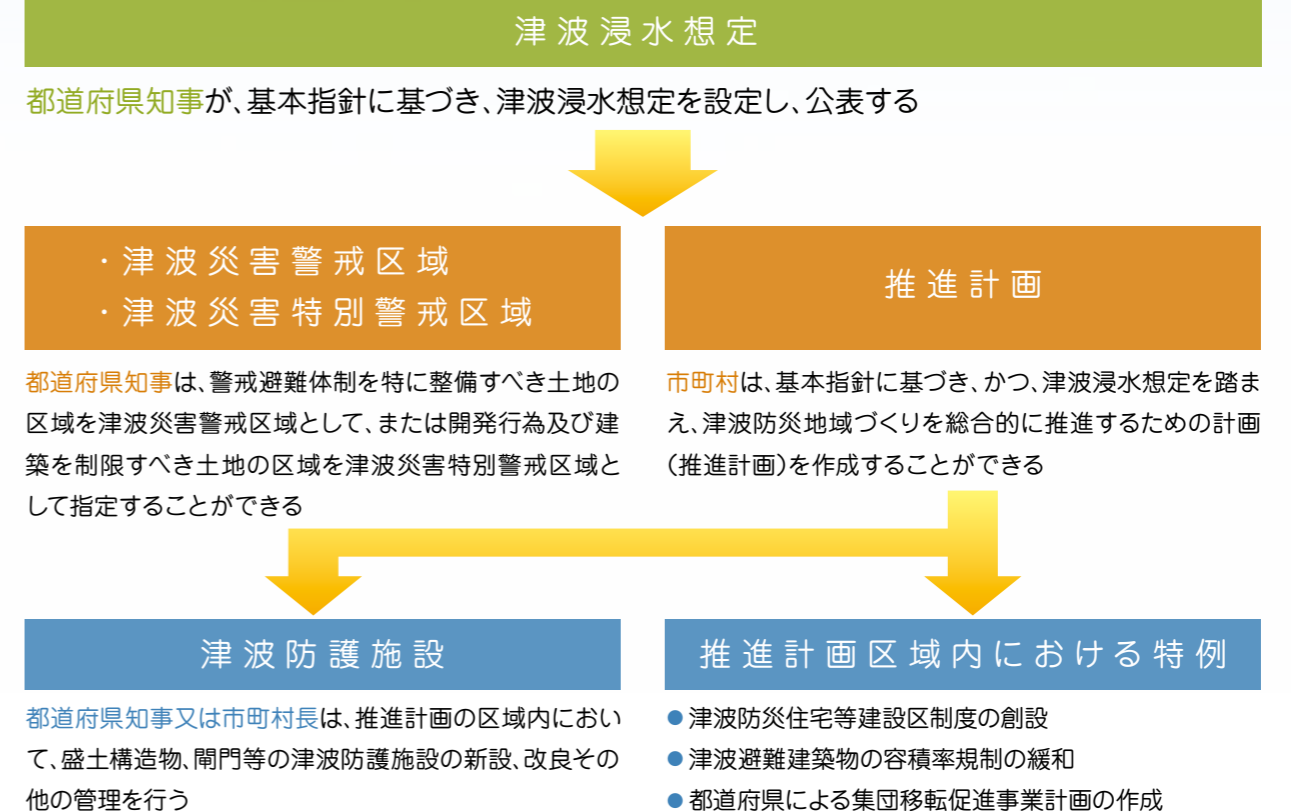 津波浸水想定
都道府県知事が、基本指針に基づき、津波浸水想定を設定し、公表する
・津波災害警戒区域
・津波災害特別警戒区域
都道府県知事は、警戒避難体制を特に整備すべき土地の
区域を津波災害警戒区域として、または開発行為及び建
築を制限すべき土地の区域を津波災害特別警戒区域と
して指定することができる
推進計画
市町村は、基本指針に基づき、かつ、津波浸水想定を踏ま
え、津波防災地域づくりを総合的に推進するための計画
（推進計画）を作成することができる
津波防護施設
都道府県知事又は市町村長は、推進計画の区域内におい
て、盛土構造物、閘門等の津波防護施設の新設、改良その
他の管理を行う
推進計画区域内における特例
●津波防災住宅等建設区制度の創設
●津波避難建築物の容積率規制の緩和
●都道府県による集団移転促進事業計画の作成